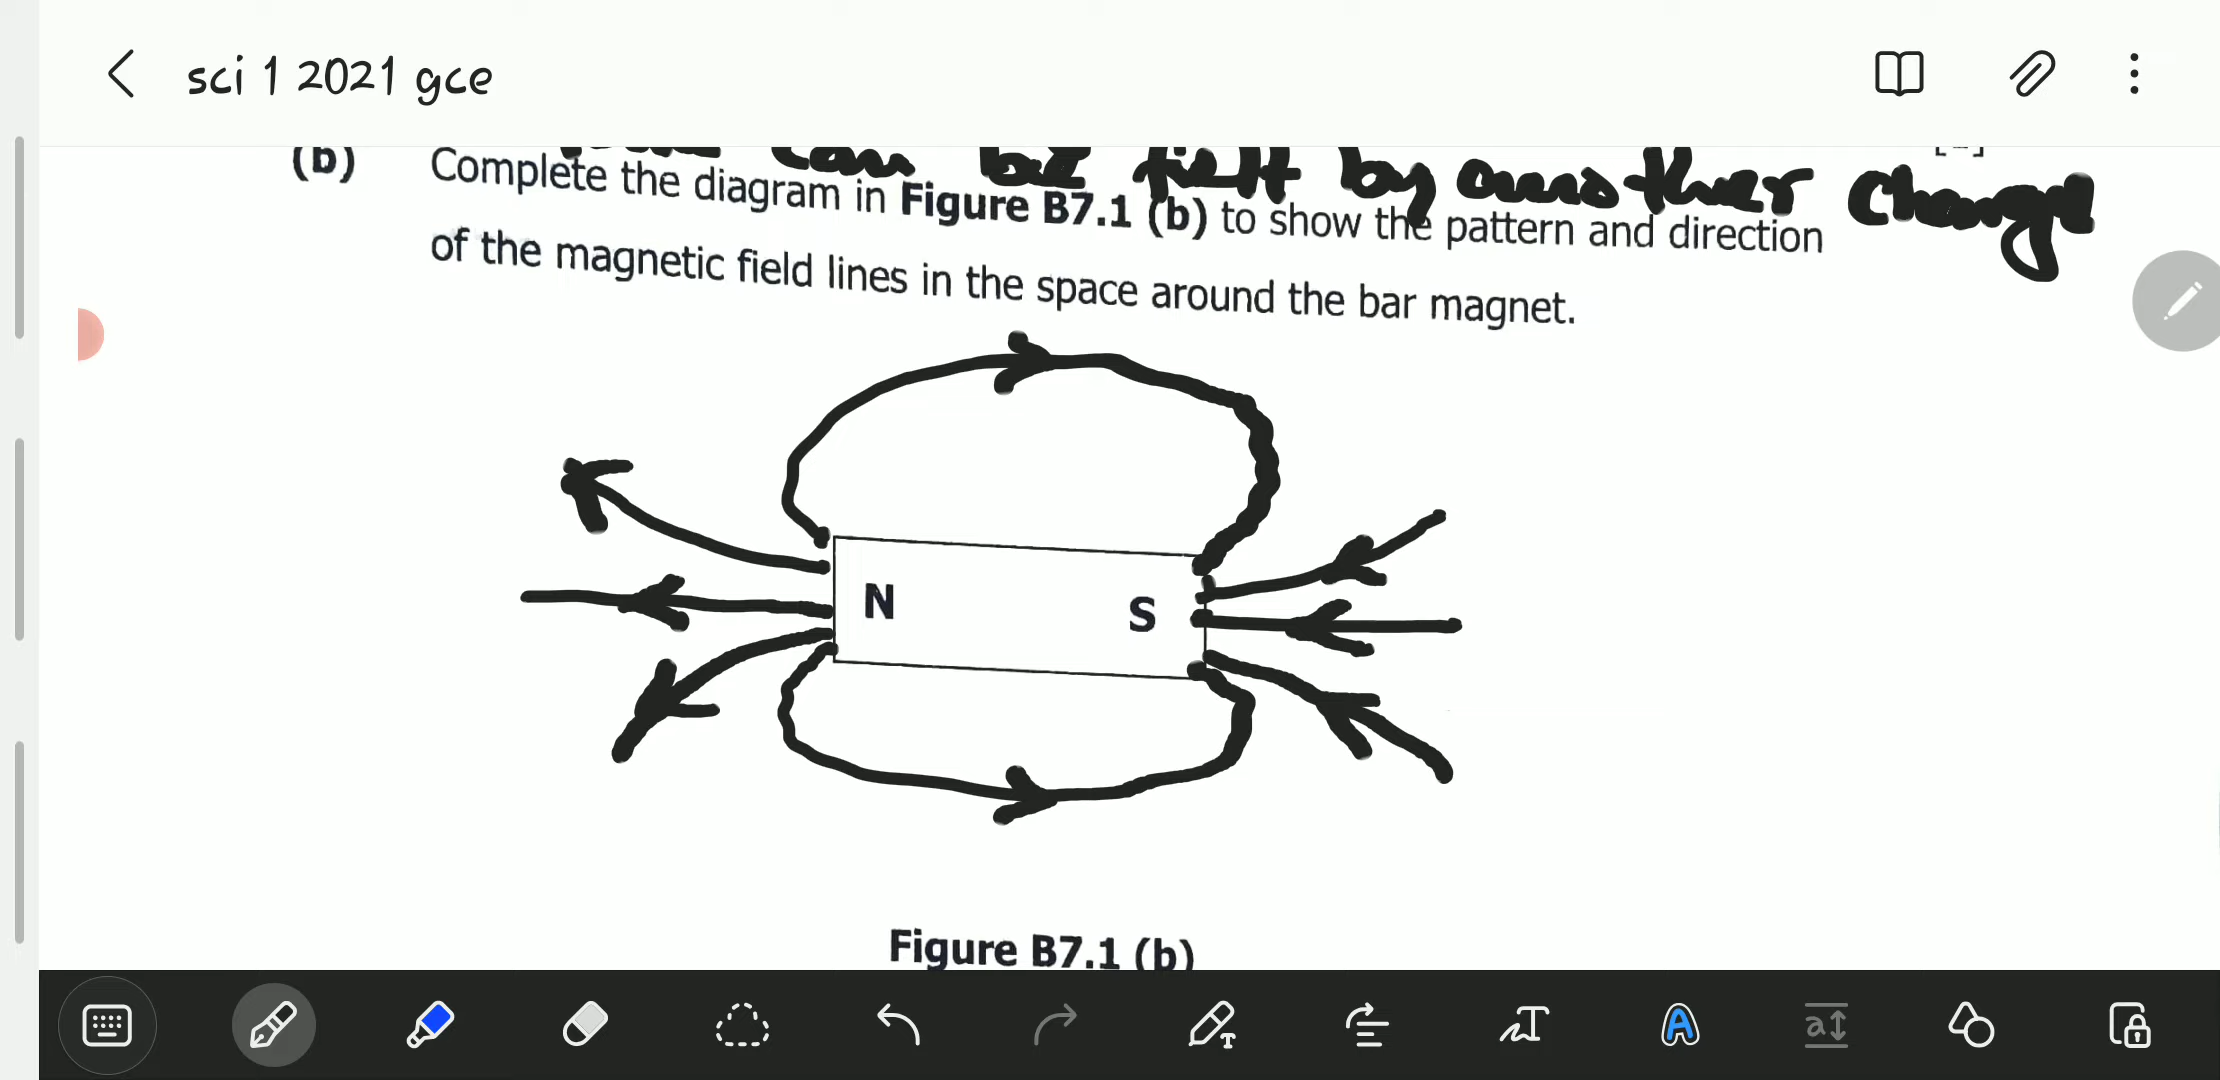 sci 1 2021 gce
can be felt by another charge
(b) Complete the diagram in Figure B7.1 (b) to show the pattern and direction
of the magnetic field lines in the space around the bar magnet.
N S
Figure B7.1 (b)